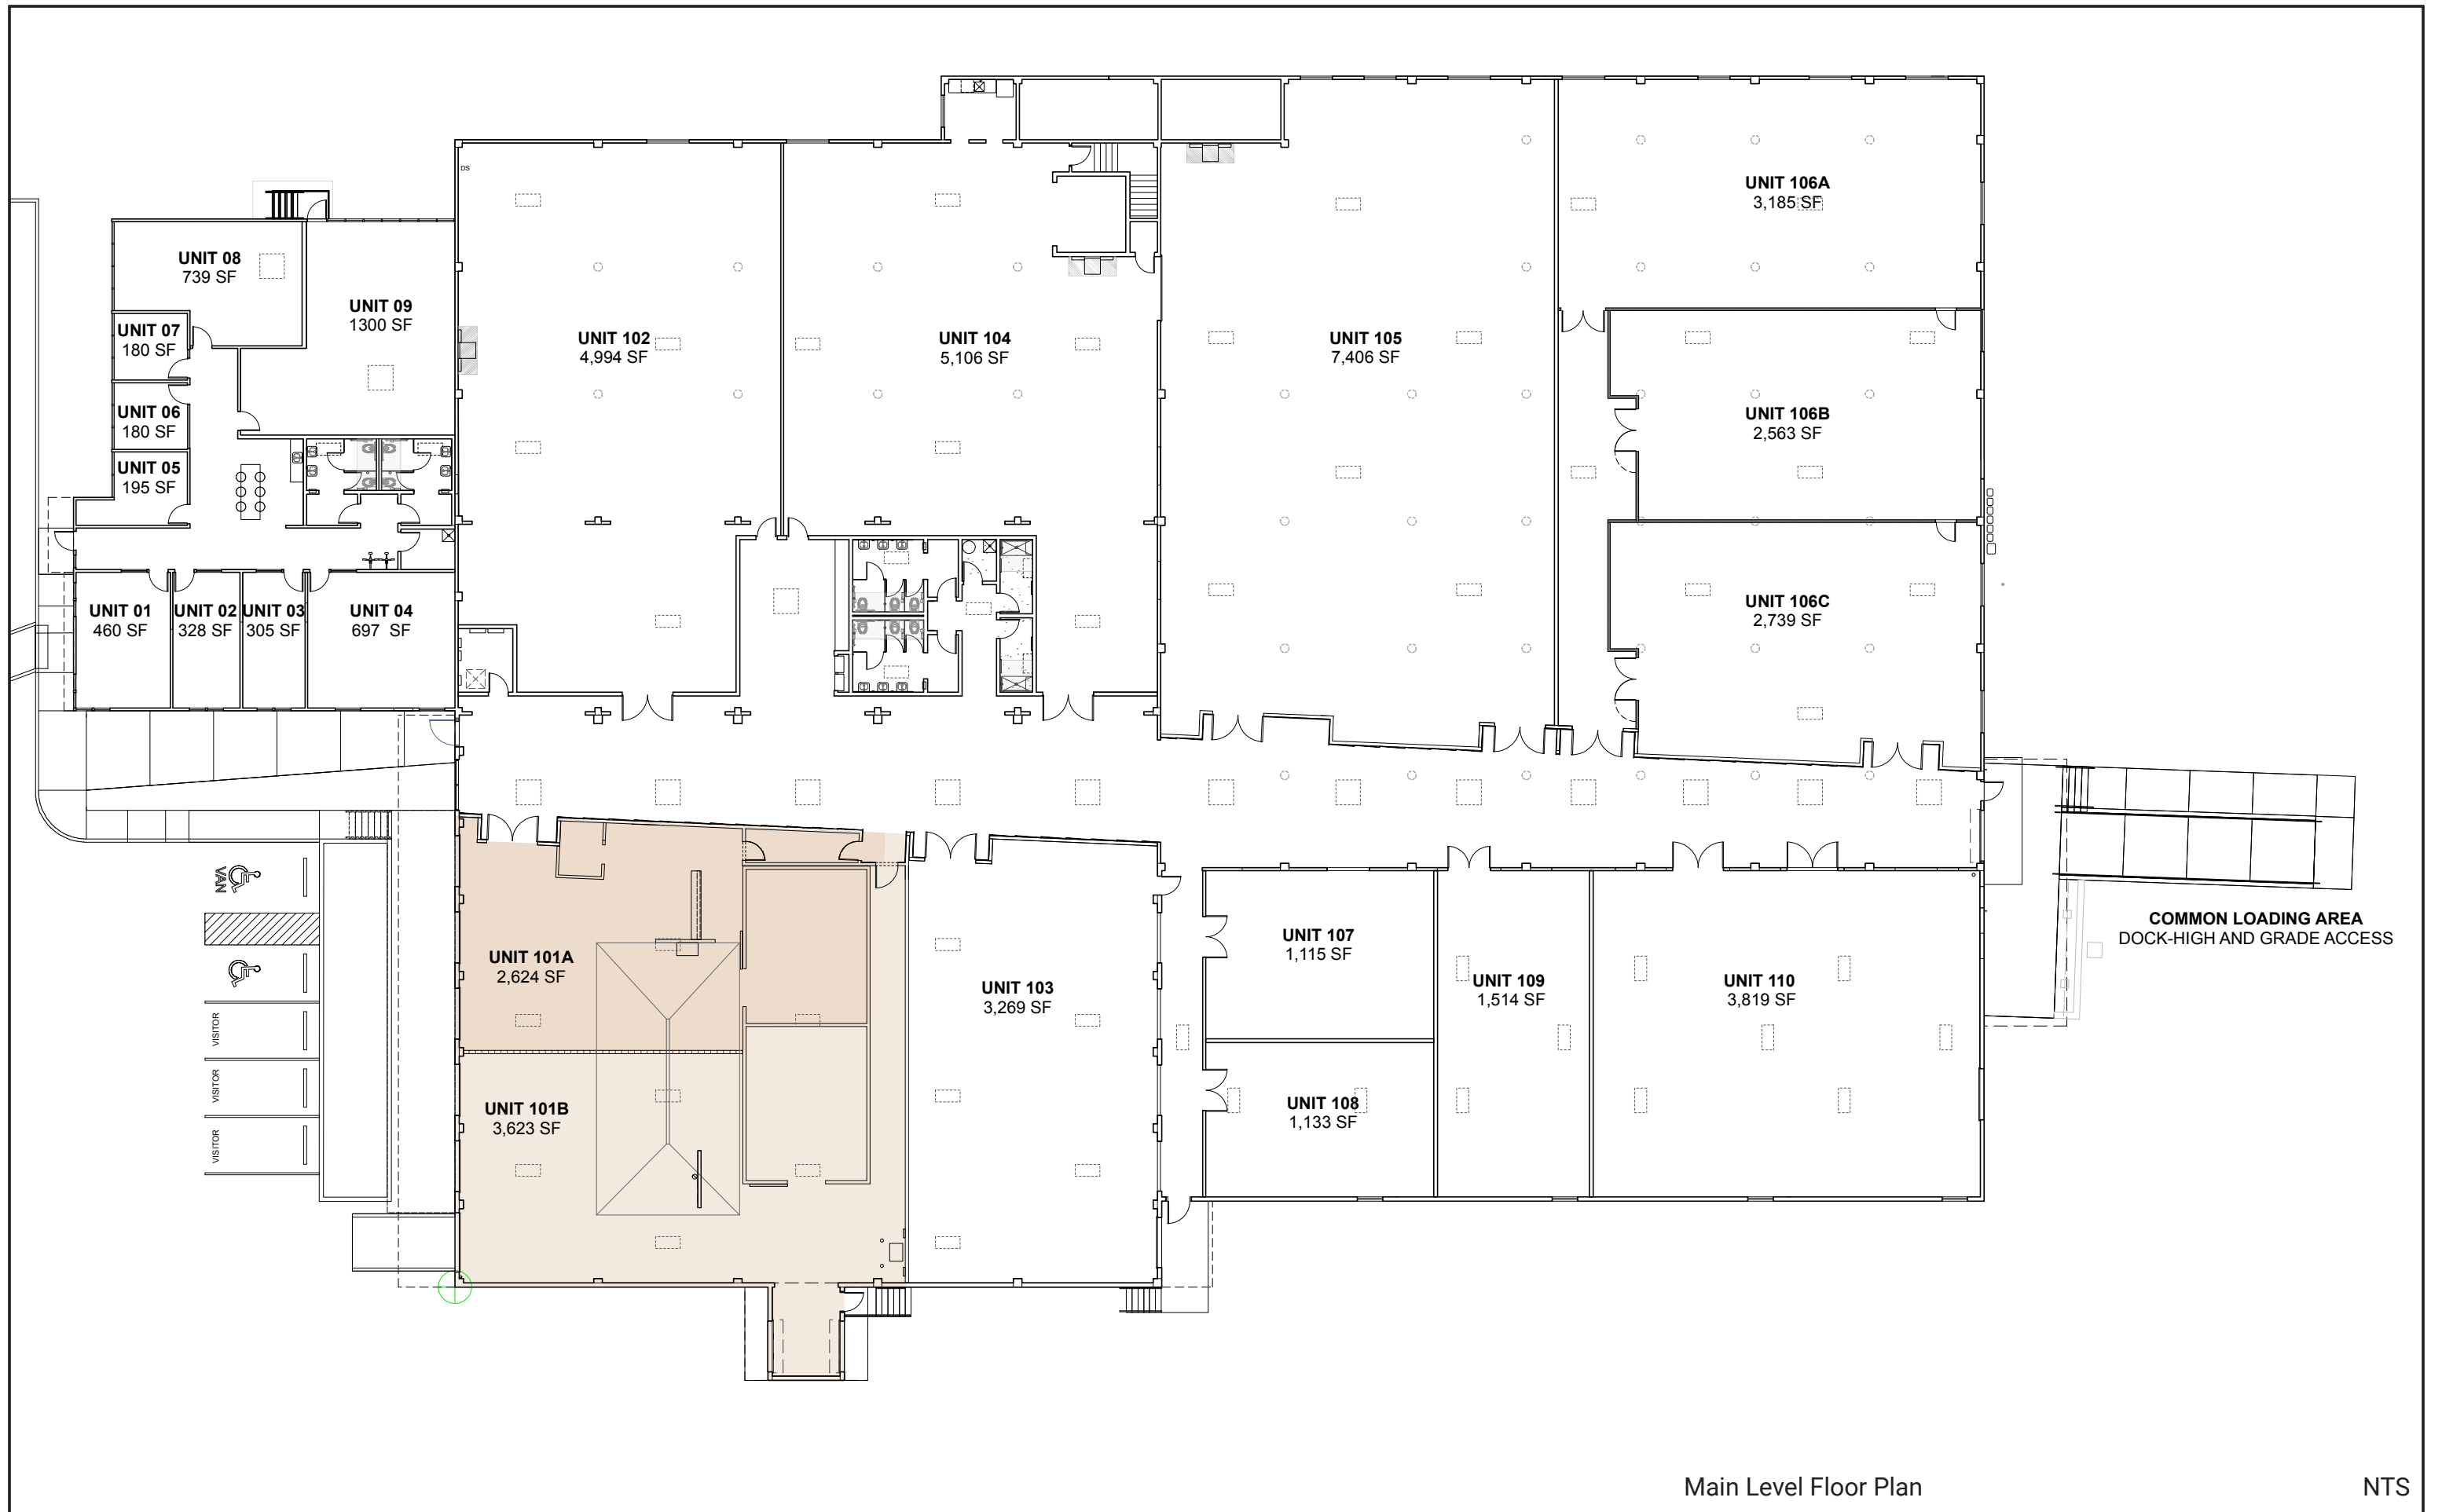 DS
UNIT 106A
3,185 SF
UNIT 08
739 SF
UNIT 09
1300 SF
UNIT 07
180 SF
UNIT 102
4,994 SF
UNIT 104
5,106 SF
UNIT 105
7,406 SF
UNIT 06
180 SF
UNIT 106B
2,563 SF
UNIT 05
195 SF
UNIT 01
460 SF
UNIT 02
328 SF
UNIT 03
305 SF
UNIT 04
697 SF
UNIT 106C
2,739 SF
VAN
COMMON LOADING AREA
DOCK-HIGH AND GRADE ACCESS
UNIT 101A
2,624 SF
UNIT 103
3,269 SF
UNIT 107
1,115 SF
UNIT 109
1,514 SF
UNIT 110
3,819 SF
VISITOR
VISITOR
VISITOR
UNIT 101B
3,623 SF
UNIT 108
1,133 SF
Main Level Floor Plan
NTS